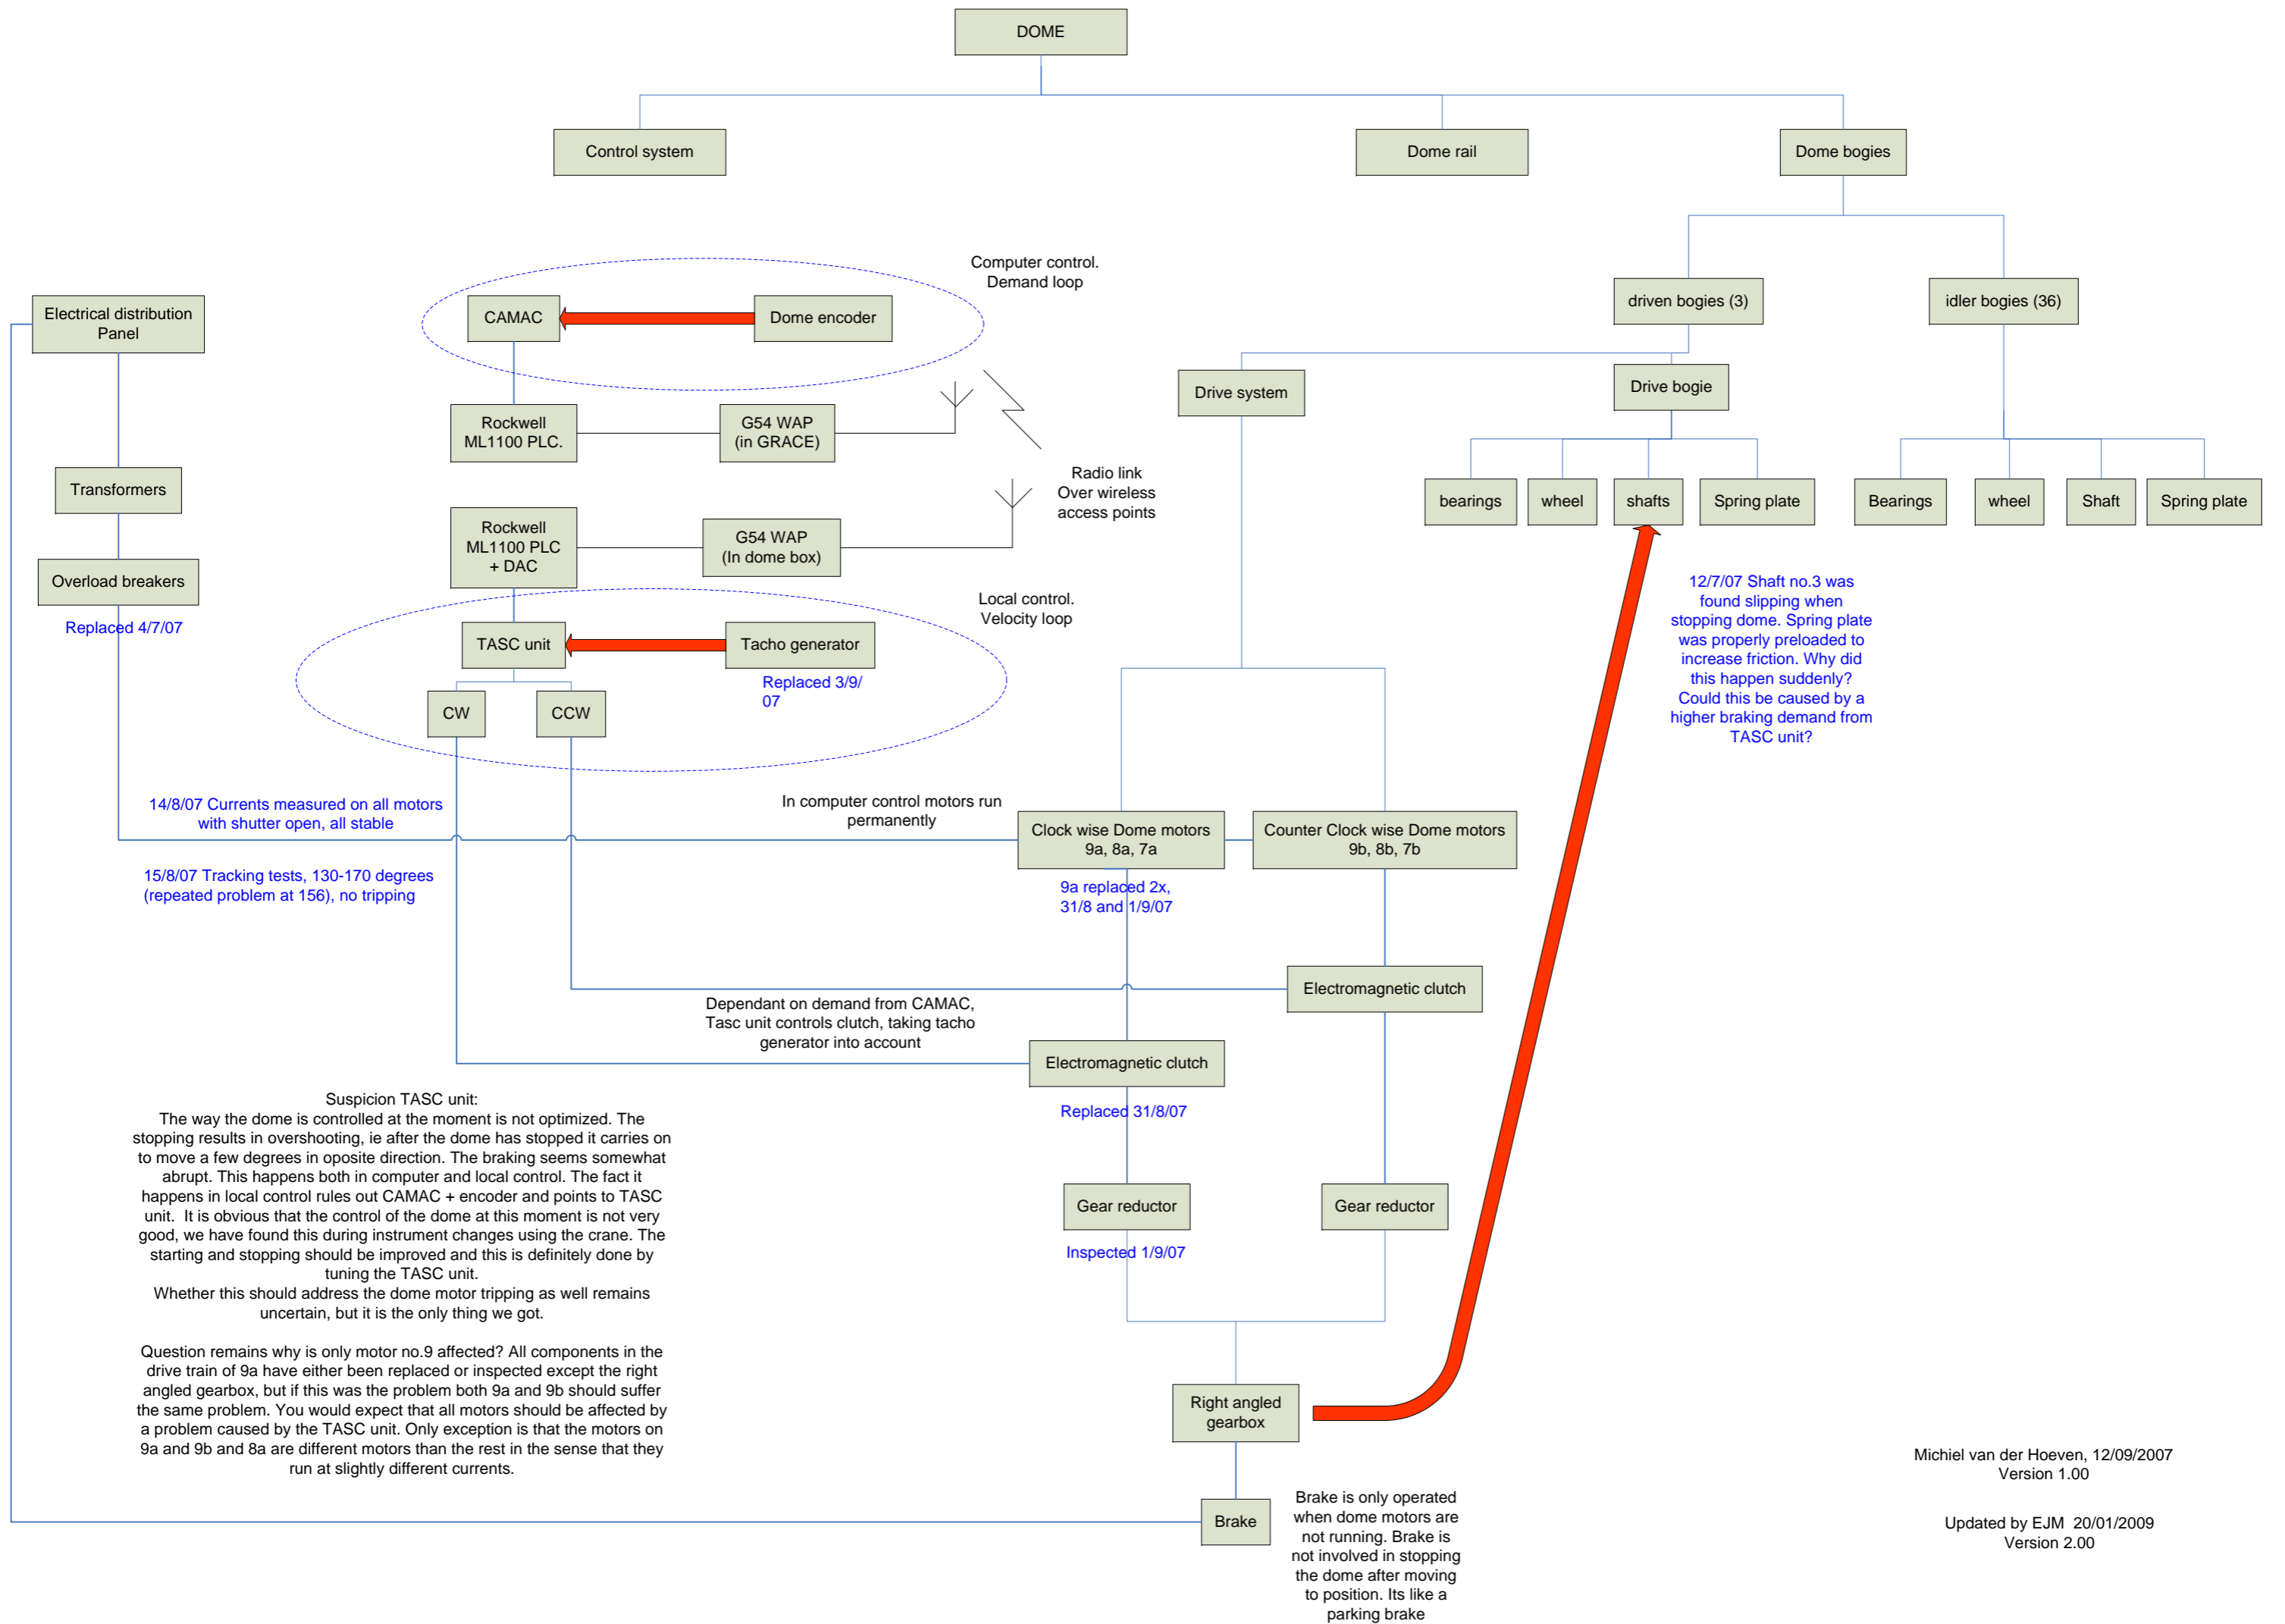 DOME
Control system
Dome rail
Dome bogies
Computer control.
Demand loop
Electrical distribution
Panel
CAMAC
Dome encoder
driven bogies (3)
idler bogies (36)
Drive system
Drive bogie
Rockwell
ML1100 PLC.
G54 WAP
(in GRACE)
Radio link
Over wireless
access points
Transformers
bearings
wheel
shafts
Spring plate
Bearings
wheel
Shaft
Spring plate
Rockwell
ML1100 PLC
+ DAC
G54 WAP
(In dome box)
Overload breakers
Replaced 4/7/07
Local control.
Velocity loop
12/7/07 Shaft no.3 was
found slipping when
stopping dome. Spring plate
was properly preloaded to
increase friction. Why did
this happen suddenly?
Could this be caused by a
higher braking demand from
TASC unit?
TASC unit
Tacho generator
Replaced 3/9/
07
CW
CCW
14/8/07 Currents measured on all motors
with shutter open, all stable
In computer control motors run
permanently
Clock wise Dome motors
9a, 8a, 7a
Counter Clock wise Dome motors
9b, 8b, 7b
15/8/07 Tracking tests, 130-170 degrees
(repeated problem at 156), no tripping
9a replaced 2x,
31/8 and 1/9/07
Electromagnetic clutch
Dependant on demand from CAMAC,
Tasc unit controls clutch, taking tacho
generator into account
Electromagnetic clutch
Replaced 31/8/07
Suspicion TASC unit:
The way the dome is controlled at the moment is not optimized. The
stopping results in overshooting, ie after the dome has stopped it carries on
to move a few degrees in oposite direction. The braking seems somewhat
abrupt. This happens both in computer and local control. The fact it
happens in local control rules out CAMAC + encoder and points to TASC
unit.  It is obvious that the control of the dome at this moment is not very
good, we have found this during instrument changes using the crane. The
starting and stopping should be improved and this is definitely done by
tuning the TASC unit.
Whether this should address the dome motor tripping as well remains
uncertain, but it is the only thing we got.
Question remains why is only motor no.9 affected? All components in the
drive train of 9a have either been replaced or inspected except the right
angled gearbox, but if this was the problem both 9a and 9b should suffer
the same problem. You would expect that all motors should be affected by
a problem caused by the TASC unit. Only exception is that the motors on
9a and 9b and 8a are different motors than the rest in the sense that they
run at slightly different currents.
Gear reductor
Gear reductor
Inspected 1/9/07
Right angled
gearbox
Brake
Brake is only operated
when dome motors are
not running. Brake is
not involved in stopping
the dome after moving
to position. Its like a
parking brake
Michiel van der Hoeven, 12/09/2007
Version 1.00
Updated by EJM  20/01/2009
Version 2.00